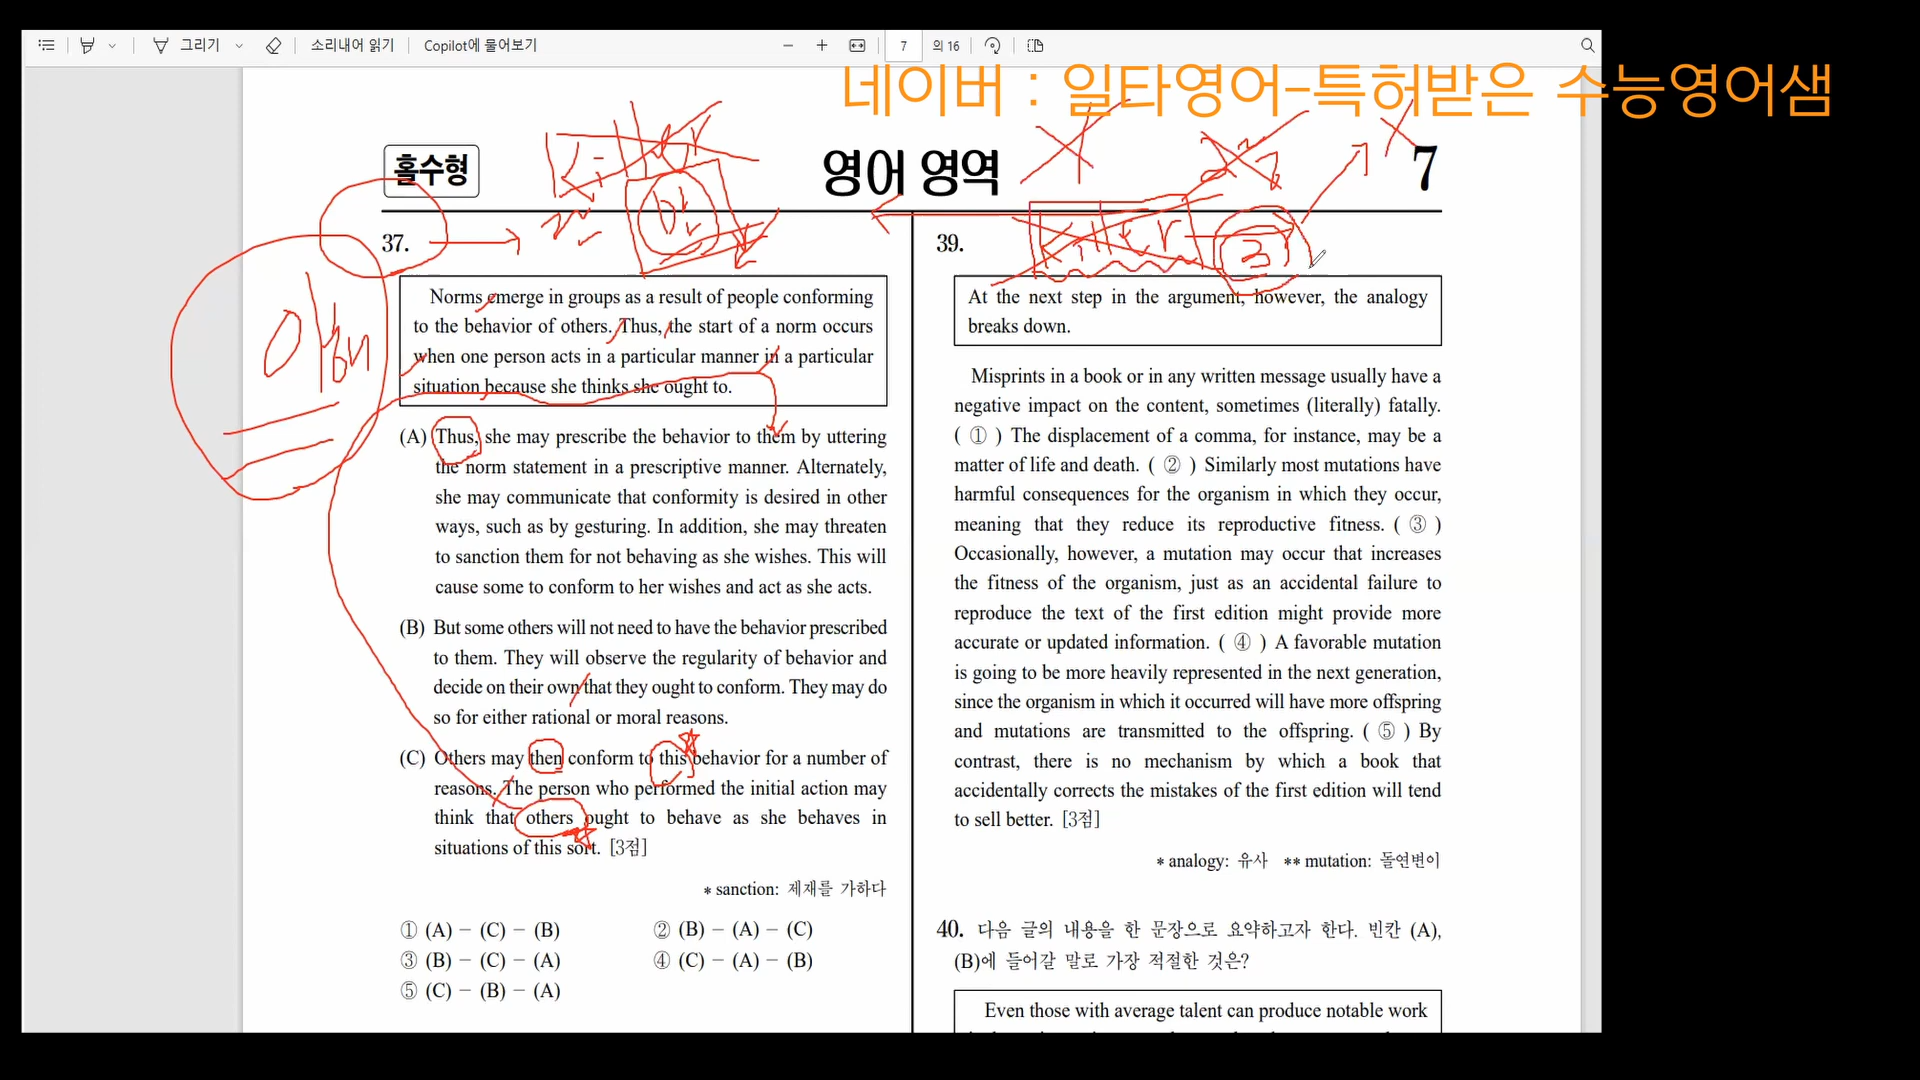 그리기
소리내어 읽기
Copilot에 물어보기
7
의 16
네이버 : 일타영어-특허받은 수능영어샘
홀수형
영어 영역
7
37.
Norms emerge in groups as a result of people conforming
to the behavior of others. Thus, the start of a norm occurs
when one person acts in a particular manner in a particular
situation because she thinks she ought to.
(A) Thus, she may prescribe the behavior to them by uttering
the norm statement in a prescriptive manner. Alternately,
she may communicate that conformity is desired in other
ways, such as by gesturing. In addition, she may threaten
to sanction them for not behaving as she wishes. This will
cause some to conform to her wishes and act as she acts.
(B) But some others will not need to have the behavior prescribed
to them. They will observe the regularity of behavior and
decide on their own that they ought to conform. They may do
so for either rational or moral reasons.
(C) Others may then conform to this behavior for a number of
reasons. The person who performed the initial action may
think that others ought to behave as she behaves in
situations of this sort. [3점]
* sanction: 제재를 가하다
① (A) - (C) - (B)
② (B) - (A) - (C)
③ (B) - (C) - (A)
④ (C) - (A) - (B)
⑤ (C) - (B) - (A)
39.
At the next step in the argument, however, the analogy
breaks down.
Misprints in a book or in any written message usually have a
negative impact on the content, sometimes (literally) fatally.
( ① ) The displacement of a comma, for instance, may be a
matter of life and death. ( ② ) Similarly most mutations have
harmful consequences for the organism in which they occur,
meaning that they reduce its reproductive fitness. ( ③ )
Occasionally, however, a mutation may occur that increases
the fitness of the organism, just as an accidental failure to
reproduce the text of the first edition might provide more
accurate or updated information. ( ④ ) A favorable mutation
is going to be more heavily represented in the next generation,
since the organism in which it occurred will have more offspring
and mutations are transmitted to the offspring. ( ⑤ ) By
contrast, there is no mechanism by which a book that
accidentally corrects the mistakes of the first edition will tend
to sell better. [3점]
* analogy: 유사 ** mutation: 돌연변이
40. 다음 글의 내용을 한 문장으로 요약하고자 한다. 빈칸 (A),
(B)에 들어갈 말로 가장 적절한 것은?
Even those with average talent can produce notable work